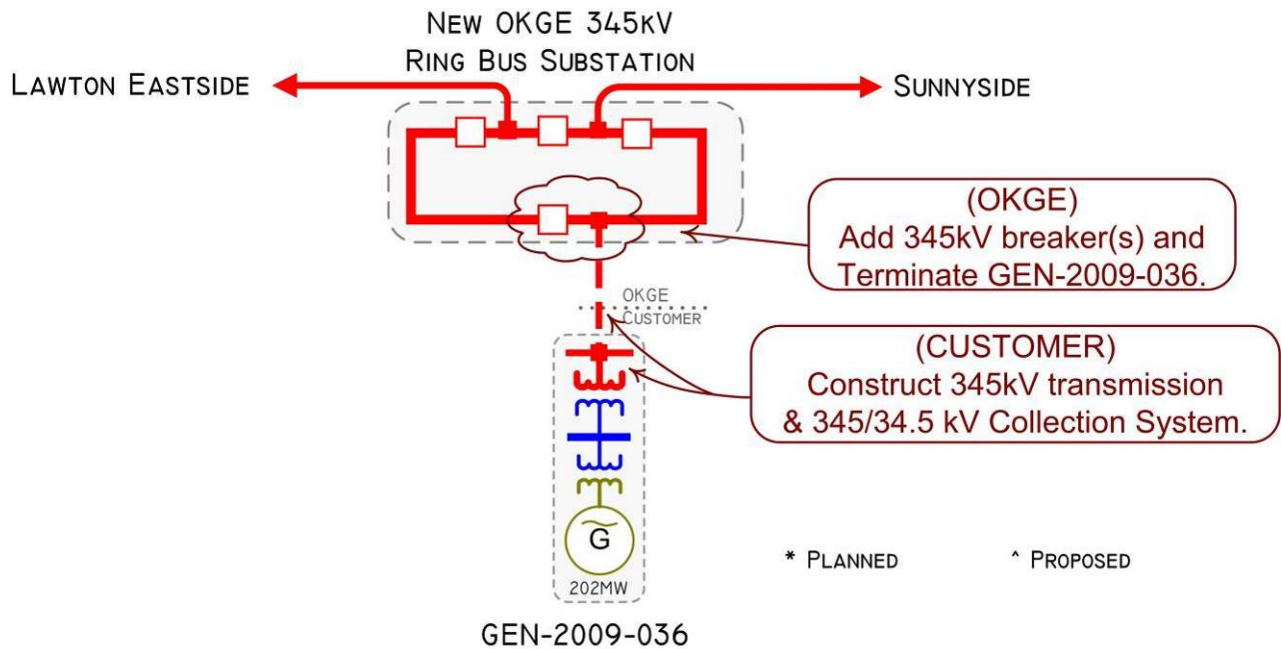 NEW OKGE 345KV
RING BUS SUBSTATION
LAWTON EASTSIDE
SUNNYSIDE
(OKGE)
Add 345kV breaker(s) and
Terminate GEN-2009-036.
OKGE
CUSTOMER
(CUSTOMER)
Construct 345kV transmission
& 345/34.5 kV Collection System.
G
202MW
* PLANNED ^ PROPOSED
GEN-2009-036